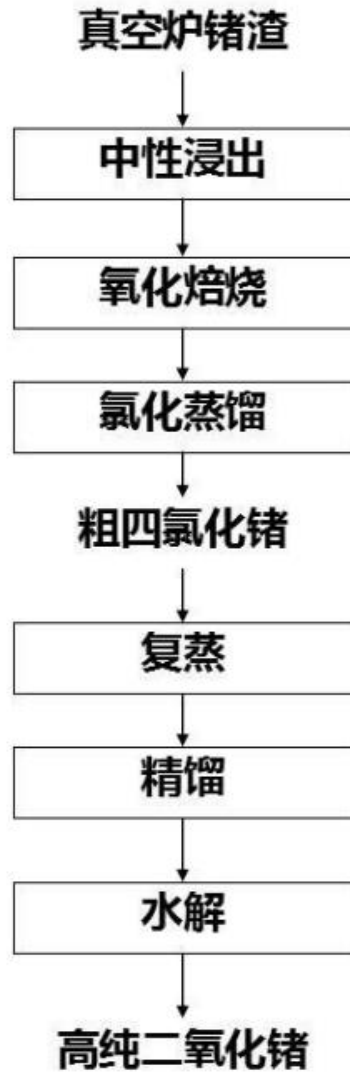 真空炉锗渣
中性浸出
氧化焙烧
氯化蒸馏
粗四氯化锗
复蒸
精馏
水解
高纯二氧化锗